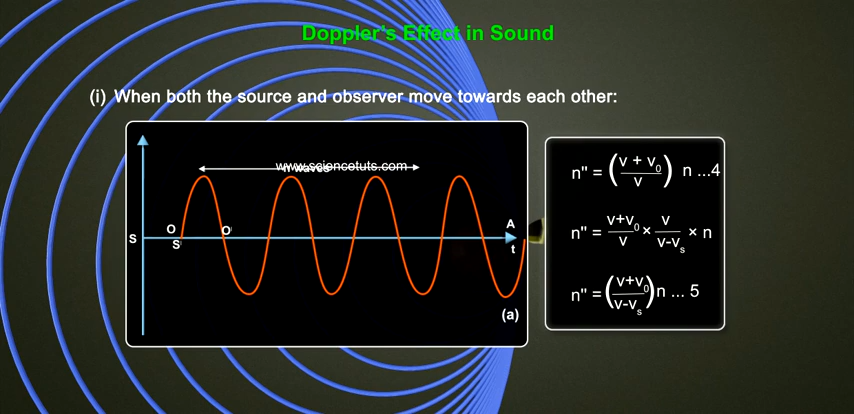 Doppler's Effect in Sound
(i) When both the source and observer move towards each other:
www.sciencetuts.com
n waves
S
O
S
O'
A
t
(a)
n" = (v + v₀ / v) n ...4
n" = v+v₀ / v × v / v-vₛ × n
n" = (v+v₀ / v-vₛ) n ... 5